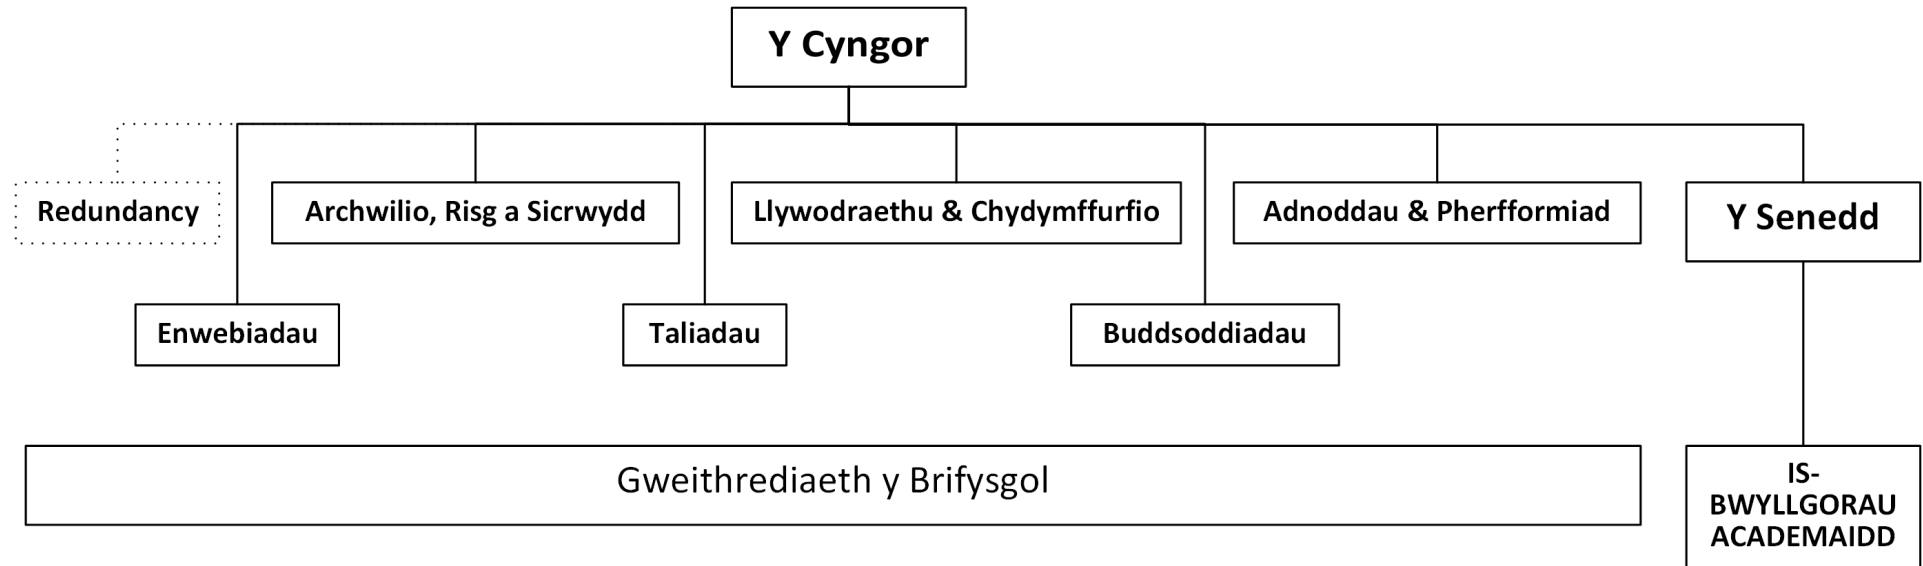 Y Cyngor
Redundancy
Archwilio, Risg a Sicrwydd
Llywodraethu & Chydymffurfio
Adnoddau & Pherfformiad
Y Senedd
Enwebiadau
Taliadau
Buddsoddiadau
Gweithrediaeth y Brifysgol
IS-
BWYLLGORAU
ACADEMAIDD